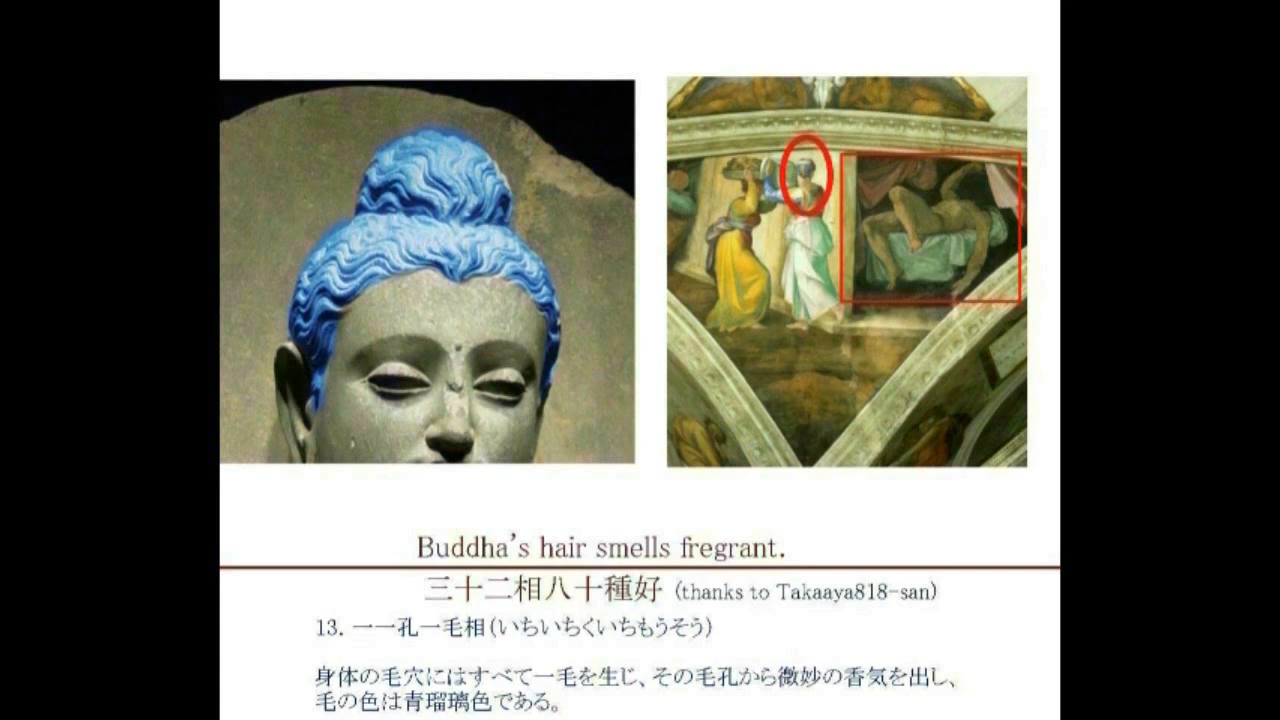 Buddha's hair smells fregrant.
三十二相八十種好 (thanks to Takaaya818-san)
13. 一一孔一毛相(いちいちくいちもうそう)
身体の毛穴にはすべて一毛を生じ、その毛孔から微妙の香気を出し、
毛の色は青瑠璃色である。